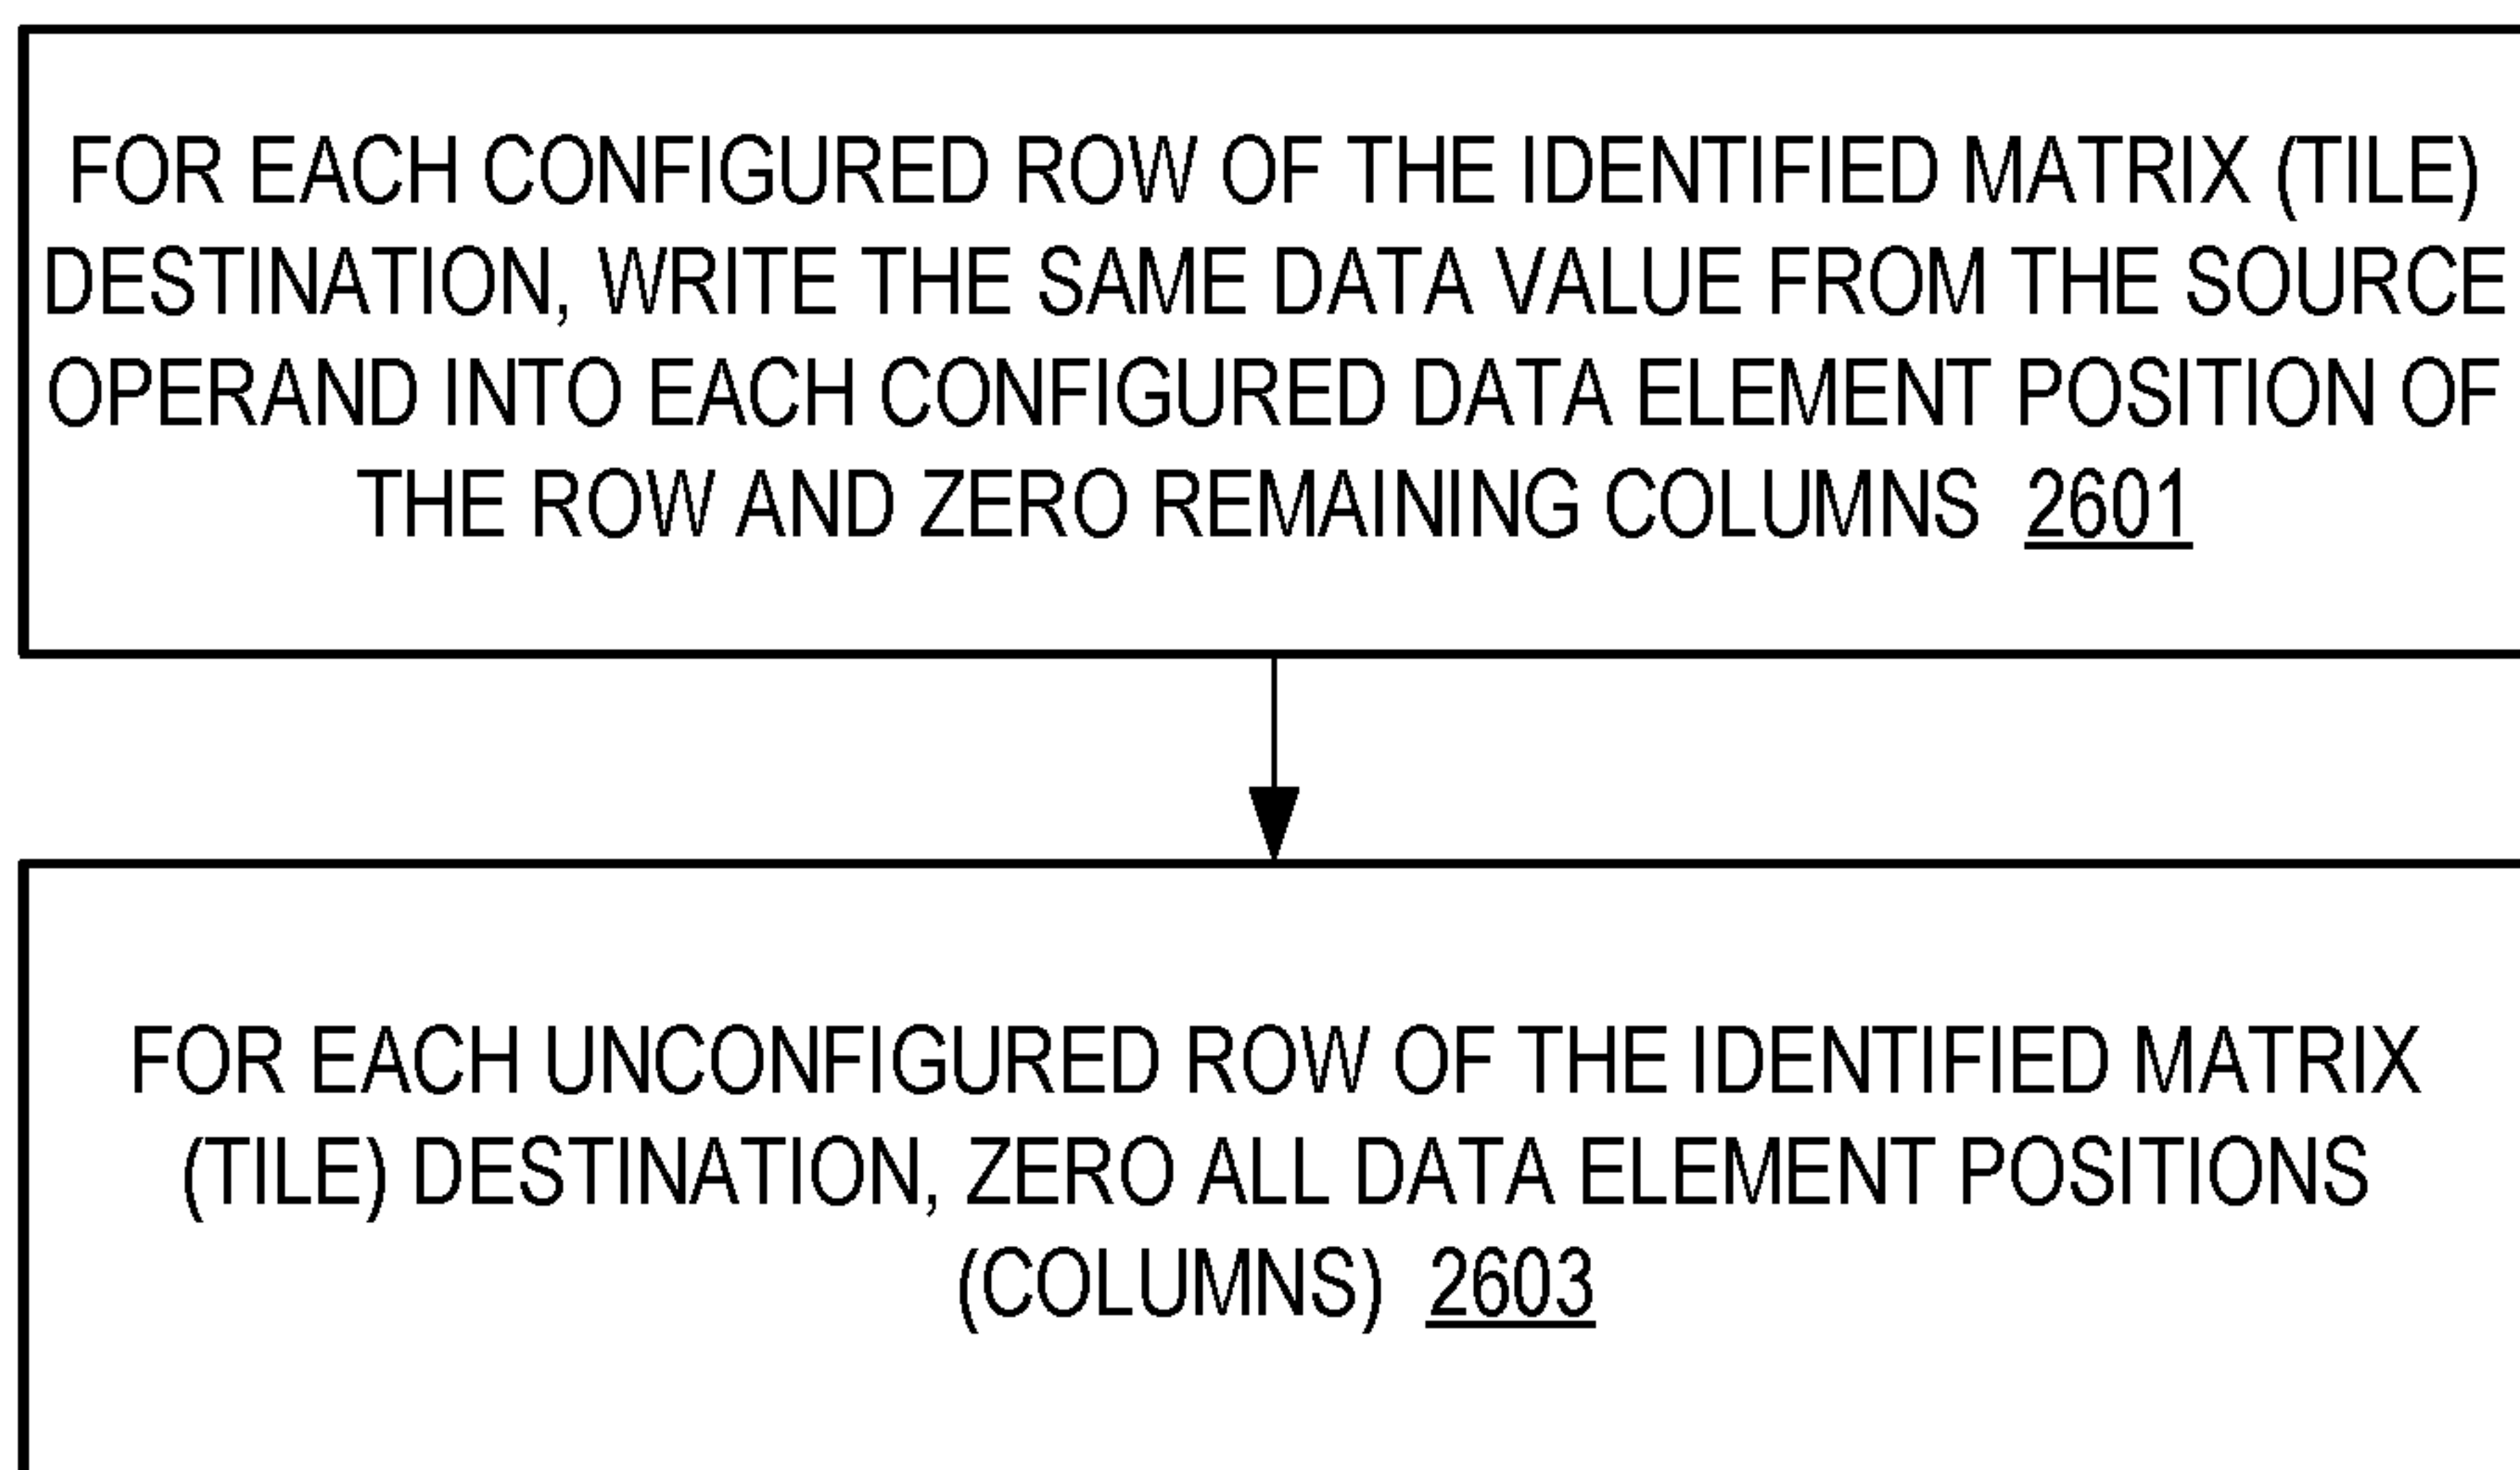 FOR EACH CONFIGURED ROW OF THE IDENTIFIED MATRIX (TILE)
DESTINATION, WRITE THE SAME DATA VALUE FROM THE SOURCE
OPERAND INTO EACH CONFIGURED DATA ELEMENT POSITION OF
THE ROW AND ZERO REMAINING COLUMNS 2601
FOR EACH UNCONFIGURED ROW OF THE IDENTIFIED MATRIX
(TILE) DESTINATION, ZERO ALL DATA ELEMENT POSITIONS
(COLUMNS) 2603